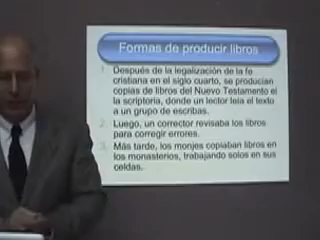 Formas de producir libros
1. Después de la legalización de la fe
cristiana en el siglo cuarto, se producían
copias de libros del Nuevo Testamento el
la scriptoria, donde un lector leía el texto
a un grupo de escribas.
2. Luego, un corrector revisaba los libros
para corregir errores.
3. Más tarde, los monjes copiaban libros en
los monasterios, trabajando solos en sus
celdas.